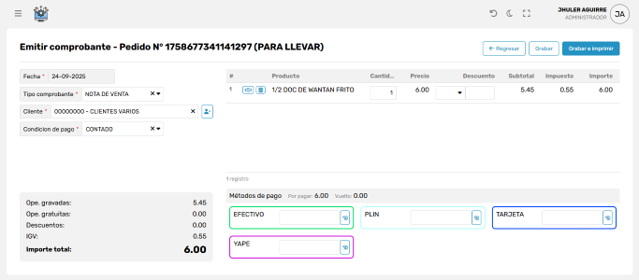 JHULER AGUIRRE
ADMINISTRADOR
JA
Emitir comprobante - Pedido N° 1758677341141297 (PARA LLEVAR)
← Regresar
Grabar
Grabar e imprimir
Fecha * 24-09-2025
Tipo comprobante * NOTA DE VENTA
Cliente * 00000000 - CLIENTES VARIOS
Condicion de pago * CONTADO
# Producto Cantid... Precio Descuento Subtotal Impuesto Importe
1 1/2 DOC DE WANTAN FRITO 1 6.00 5.45 0.55 6.00
1 registro
Ope. gravadas: 5.45
Ope. gratuitas: 0.00
Descuentos: 0.00
IGV: 0.55
Importe total: 6.00
Métodos de pago Por pagar: 6.00 Vuelto: 0.00
EFECTIVO
PLIN
TARJETA
YAPE